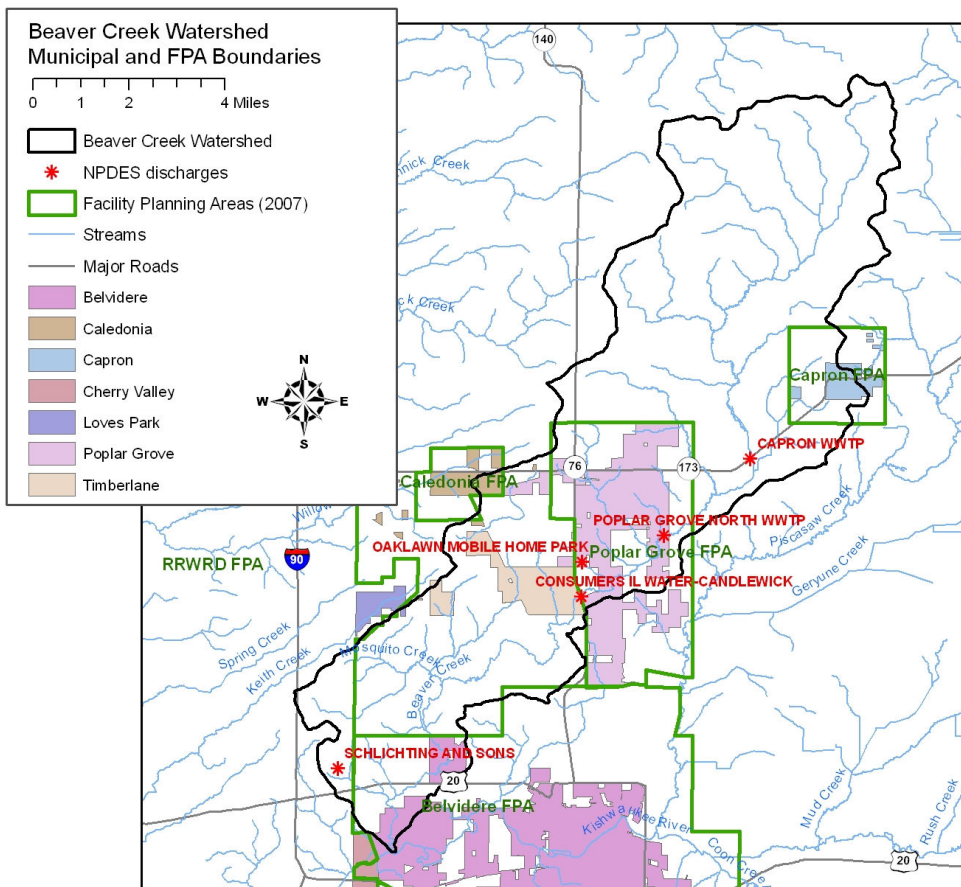 Beaver Creek Watershed
Municipal and FPA Boundaries
0 1 2 4 Miles
Beaver Creek Watershed
NPDES discharges
Facility Planning Areas (2007)
Streams
Major Roads
Belvidere
Caledonia
Capron
Cherry Valley
Loves Park
Poplar Grove
Timberlane
N
W E
S
140
Creek
Creek
Capron FPA
CAPRON WWTP
76
173
Caledonia FPA
POPLAR GROVE NORTH WWTP
Piscasaw Creek
OAKLAWN MOBILE HOME PARK
Poplar Grove FPA
RRWRD FPA
90
CONSUMERS IL WATER-CANDLEWICK
Geryune Creek
Spring Creek
Keith Creek
Mosquito Creek
Beaver Creek
SCHLICHTING AND SONS
20
Belvidere FPA
Kishwaukee River
Coon Creek
Mud Creek
Rush Creek
20